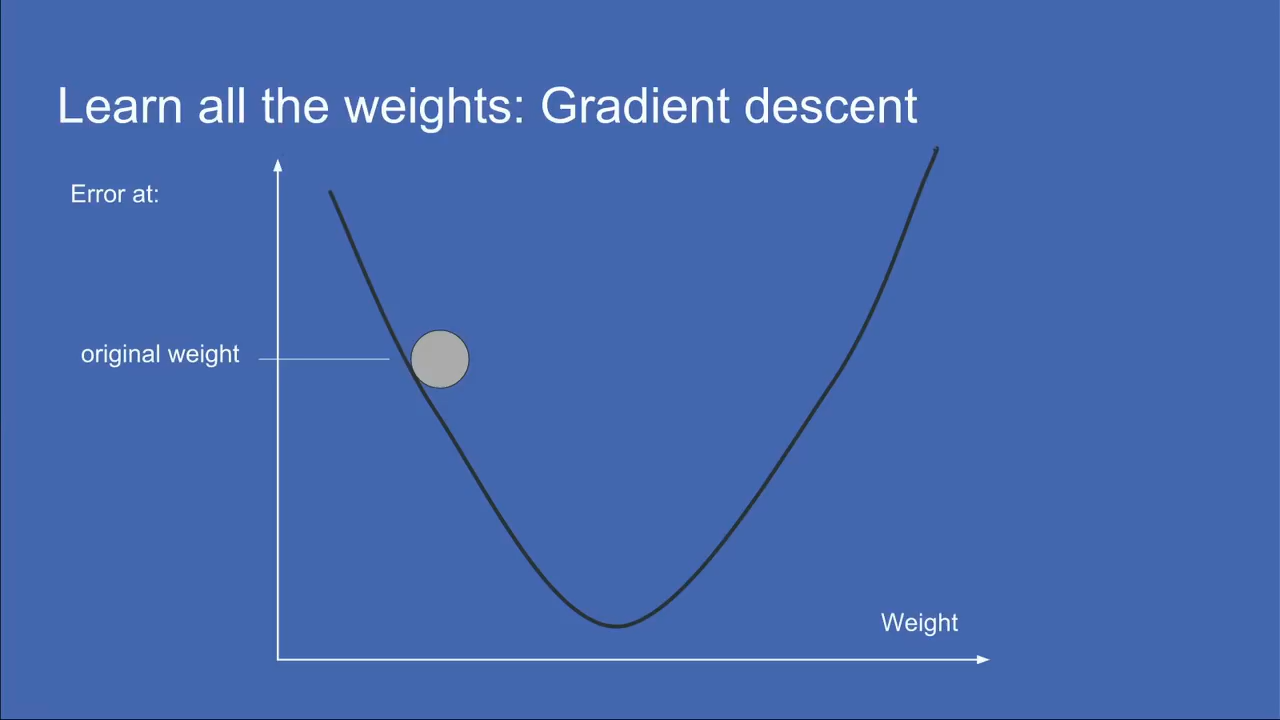 Learn all the weights: Gradient descent
Error at:
original weight
Weight